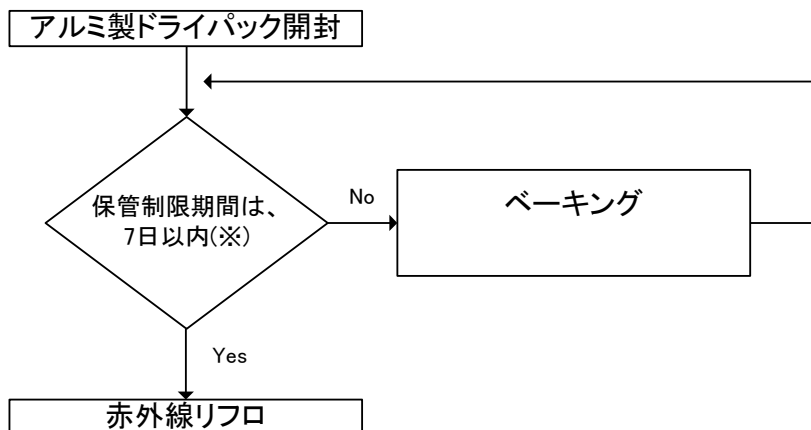 アルミ製ドライパック開封
保管制限期間は、
7日以内(※)
No
ベーキング
Yes
赤外線リフロ